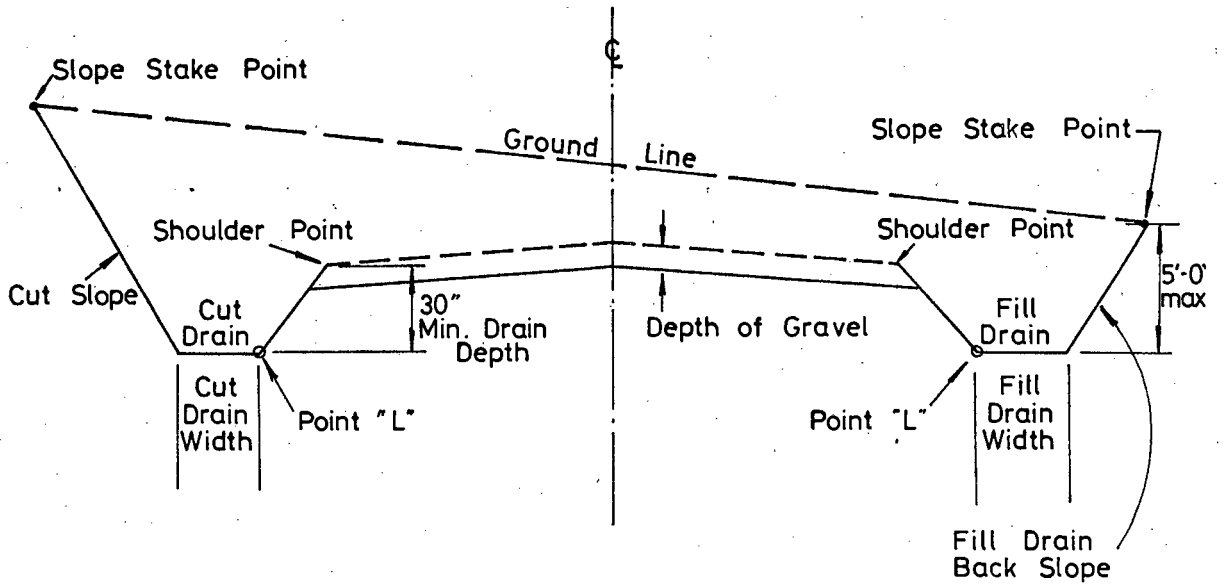 ℄
Slope Stake Point
Slope Stake Point
Ground Line
Shoulder Point
Shoulder Point
Cut Slope
Cut
Drain
30"
Min. Drain
Depth
Depth of Gravel
Fill
Drain
5'-0'
max
Cut
Drain
Width
Point "L"
Point "L"
Fill
Drain
Width
Fill Drain
Back Slope